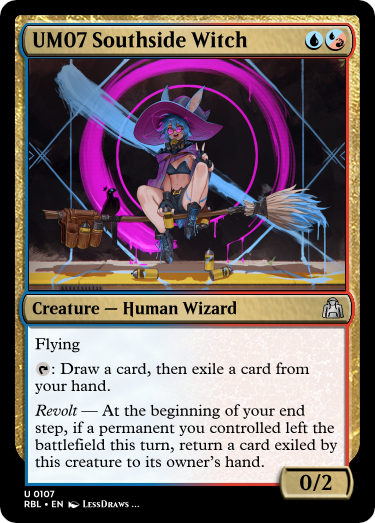 UM07 Southside Witch
Creature — Human Wizard
Flying
: Draw a card, then exile a card from
your hand.
Revolt — At the beginning of your end
step, if a permanent you controlled left the
battlefield this turn, return a card exiled by
this creature to its owner's hand.
0/2
U 0107
RBL • EN LessDraws ...